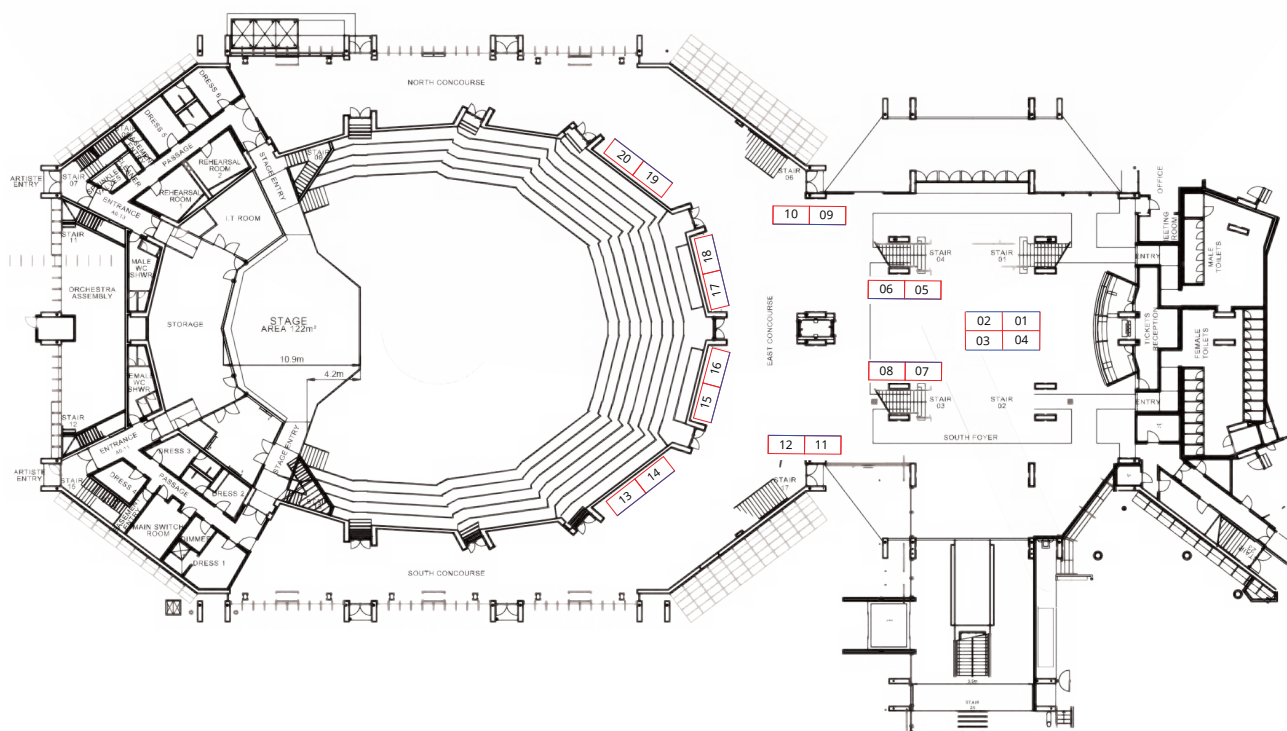 NORTH CONCOURSE
DRESS 6
DRESS 5
PASSAGE
REHEARSAL
ROOM
2
REHEARSAL
ROOM
1
STAGE ENTRY
STAIR
08
STAIR
07
ARTISTE
ENTRY
ENTRANCE
I.T ROOM
STAIR
11
MALE
WC
SHWR
ORCHESTRA
ASSEMBLY
STORAGE
STAGE
AREA 122m²
10.9m
4.2m
WC
SHWR
STAIR
12
ENTRANCE
ARTISTE
ENTRY
STAGE ENTRY
DRESS 3
PASSAGE
DRESS 4
DRESS 2
MAIN SWITCH
ROOM
DIMMER
DRESS 1
SOUTH CONCOURSE
20
19
18
17
16
15
14
13
EAST CONCOURSE
STAIR
06
10
09
12
11
STAIR
04
STAIR
01
06
05
02
01
03
04
08
07
STAIR
03
STAIR
02
SOUTH FOYER
OFFICE
ROOM
MALE
TOILETS
ENTRY
TICKETS
RECEPTION
FEMALE
TOILETS
ENTRY
STAIR